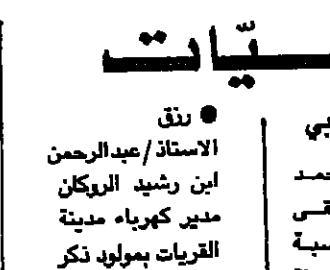 ـيّات
● رزق
الاستاذ/عبدالرحمن
ابن رشيد الروكان
مدير كهرباء مدينة
القريات بمولود ذكر